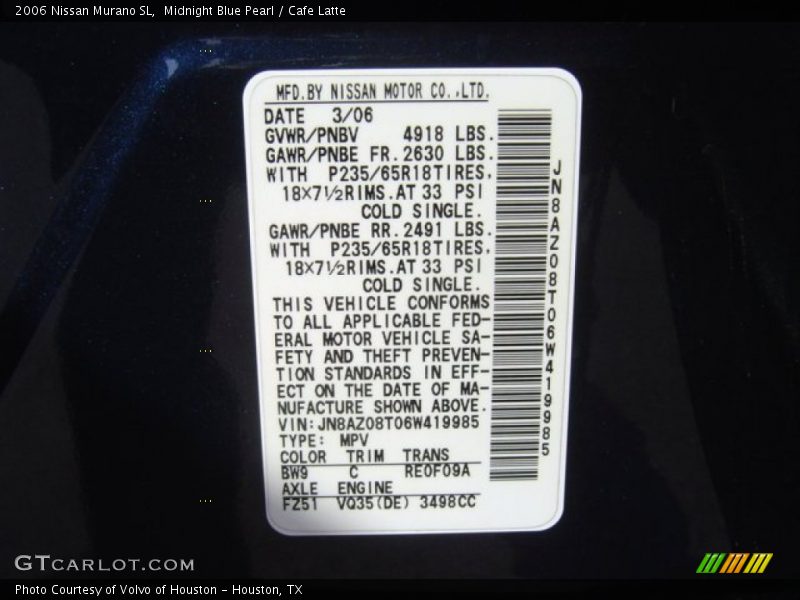 2006 Nissan Murano SL,  Midnight Blue Pearl / Cafe Latte
MFD.BY NISSAN MOTOR CO.,LTD.
DATE 3/06
GVWR/PNBV 4918 LBS.
GAWR/PNBE FR.2630 LBS.
WITH P235/65R18TIRES,
18×7½RIMS.AT 33 PSI
COLD SINGLE.
GAWR/PNBE RR.2491 LBS.
WITH P235/65R18TIRES,
18×7½RIMS.AT 33 PSI
COLD SINGLE.
THIS VEHICLE CONFORMS
TO ALL APPLICABLE FED-
ERAL MOTOR VEHICLE SA-
FETY AND THEFT PREVEN-
TION STANDARDS IN EFF-
ECT ON THE DATE OF MA-
NUFACTURE SHOWN ABOVE.
VIN:JN8AZ08T06W419985
TYPE: MPV
COLOR TRIM TRANS
BW9 C RE0F09A
AXLE ENGINE
FZ51 VQ35(DE) 3498CC
JN8AZ08T06W419985
GTCARLOT.COM
Photo Courtesy of Volvo of Houston - Houston, TX